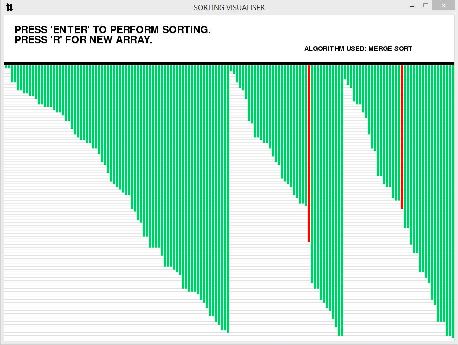 SORTING VISUALISER
PRESS 'ENTER' TO PERFORM SORTING.
PRESS 'R' FOR NEW ARRAY.
ALGORITHM USED: MERGE SORT